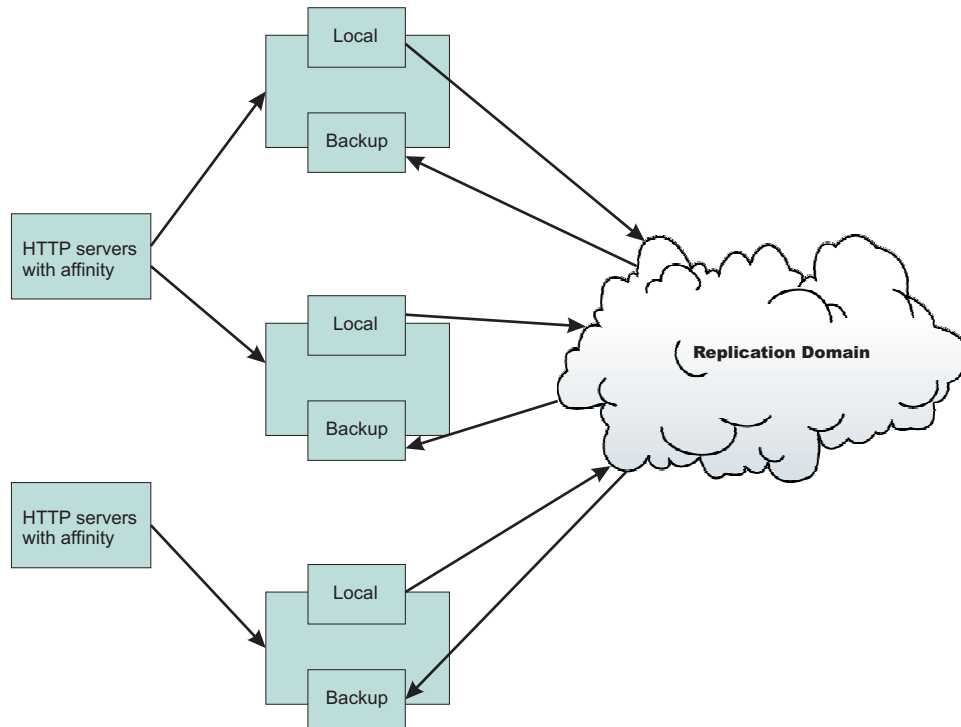 Local
Backup
HTTP servers
with affinity
Local
Replication Domain
Backup
HTTP servers
with affinity
Local
Backup